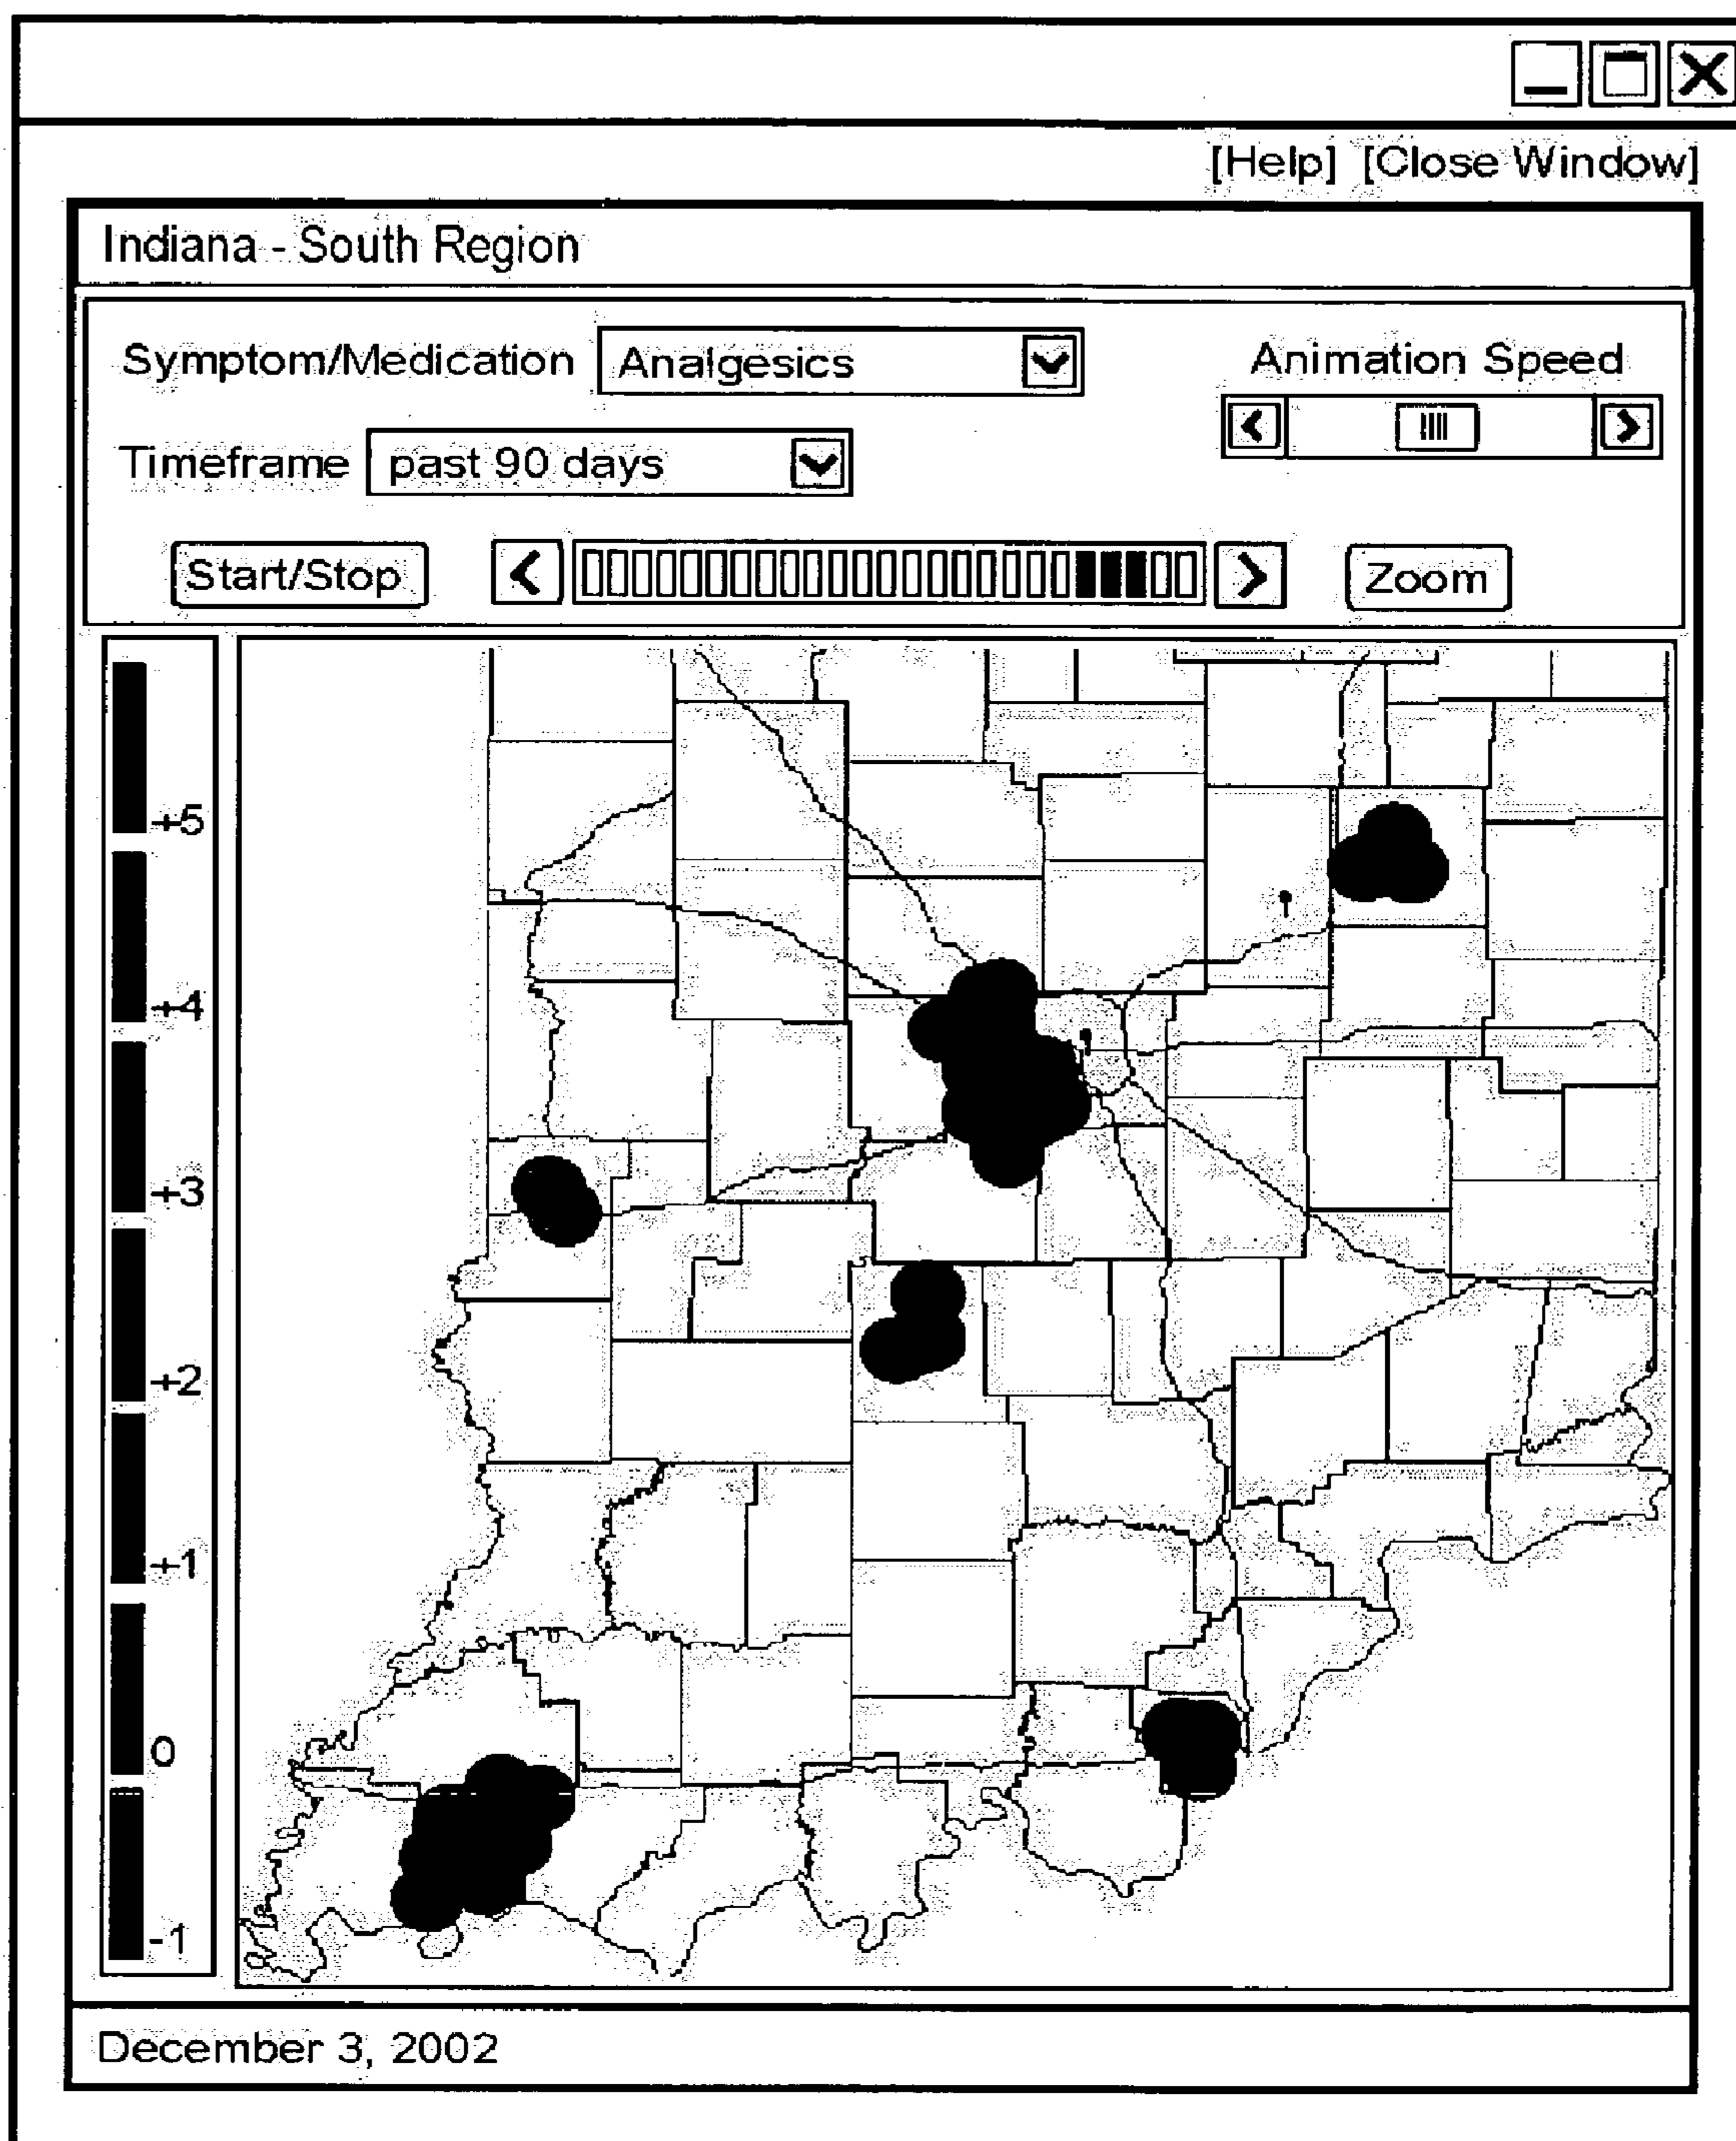 [Help] [Close Window]
Indiana - South Region
Symptom/Medication Analgesics Animation Speed
Timeframe past 90 days
Start/Stop Zoom
+5
+4
+3
+2
+1
0
-1
December 3, 2002